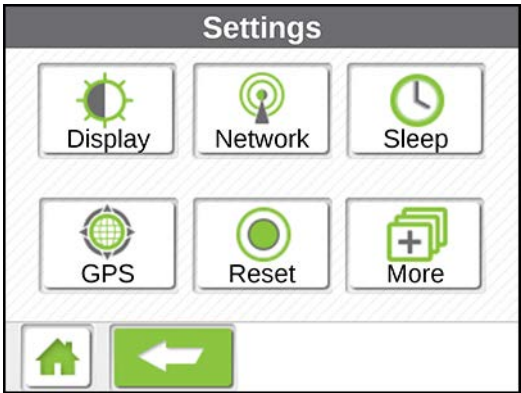 Settings
Display
Network
Sleep
GPS
Reset
More